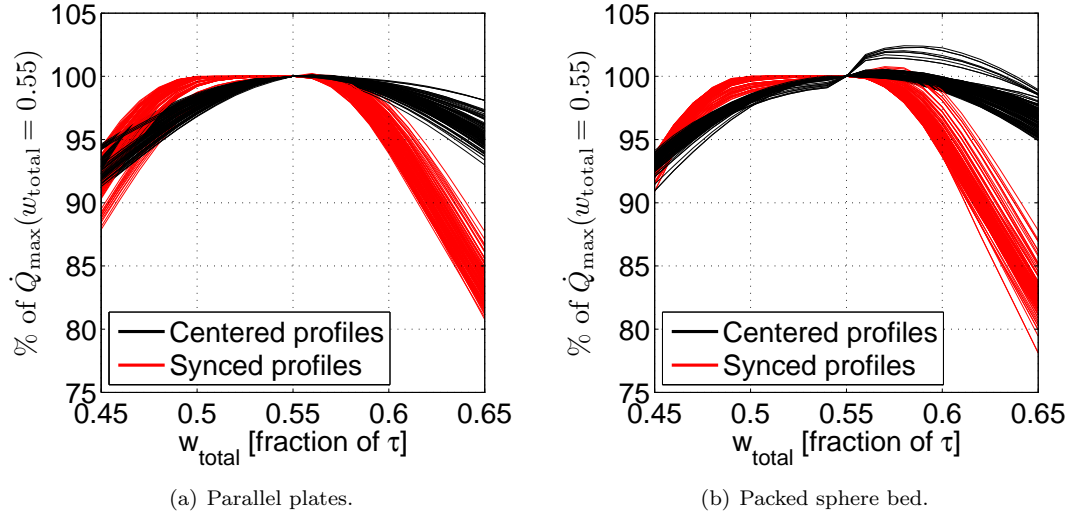 % of Q̇max(wtotal = 0.55)
105
100
95
90
85
80
75
Centered profiles
Synced profiles
0.45 0.5 0.55 0.6 0.65
wtotal [fraction of τ]
(a) Parallel plates.
% of Q̇max(wtotal = 0.55)
105
100
95
90
85
80
75
Centered profiles
Synced profiles
0.45 0.5 0.55 0.6 0.65
wtotal [fraction of τ]
(b) Packed sphere bed.